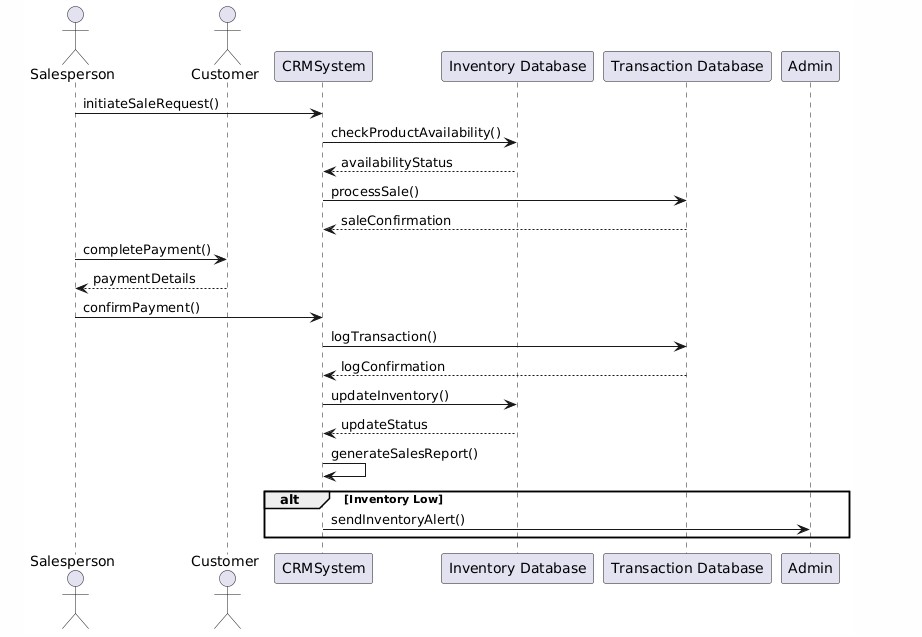 Salesperson
Customer
CRMSystem
Inventory Database
Transaction Database
Admin
initiateSaleRequest()
checkProductAvailability()
availabilityStatus
processSale()
saleConfirmation
completePayment()
paymentDetails
confirmPayment()
logTransaction()
logConfirmation
updateInventory()
updateStatus
generateSalesReport()
alt
[Inventory Low]
sendInventoryAlert()
Salesperson
Customer
CRMSystem
Inventory Database
Transaction Database
Admin